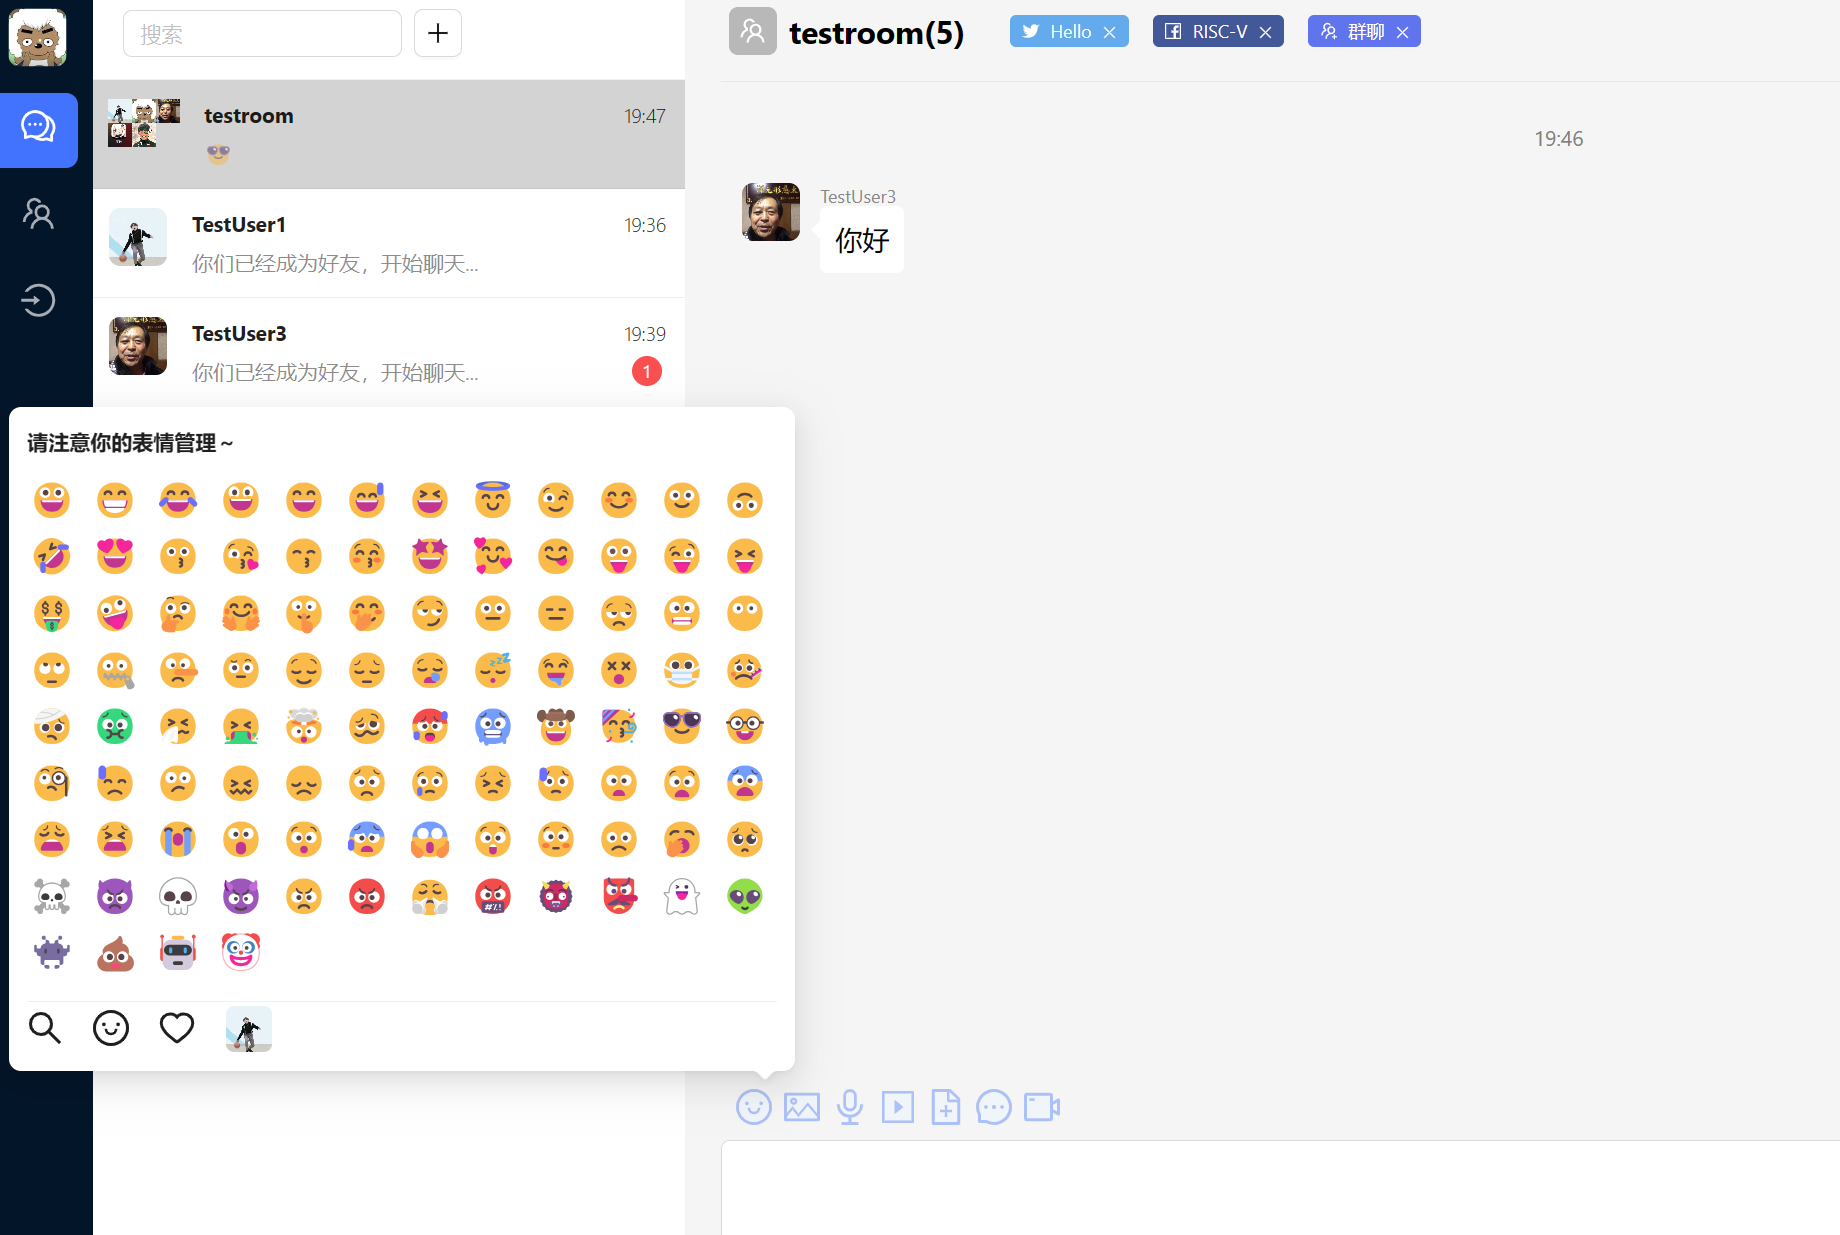 搜索
testroom
19:47
TestUser1
19:36
你们已经成为好友，开始聊天...
TestUser3
19:39
你们已经成为好友，开始聊天...
1
请注意你的表情管理～
testroom(5)
Hello
RISC-V
群聊
19:46
TestUser3
你好